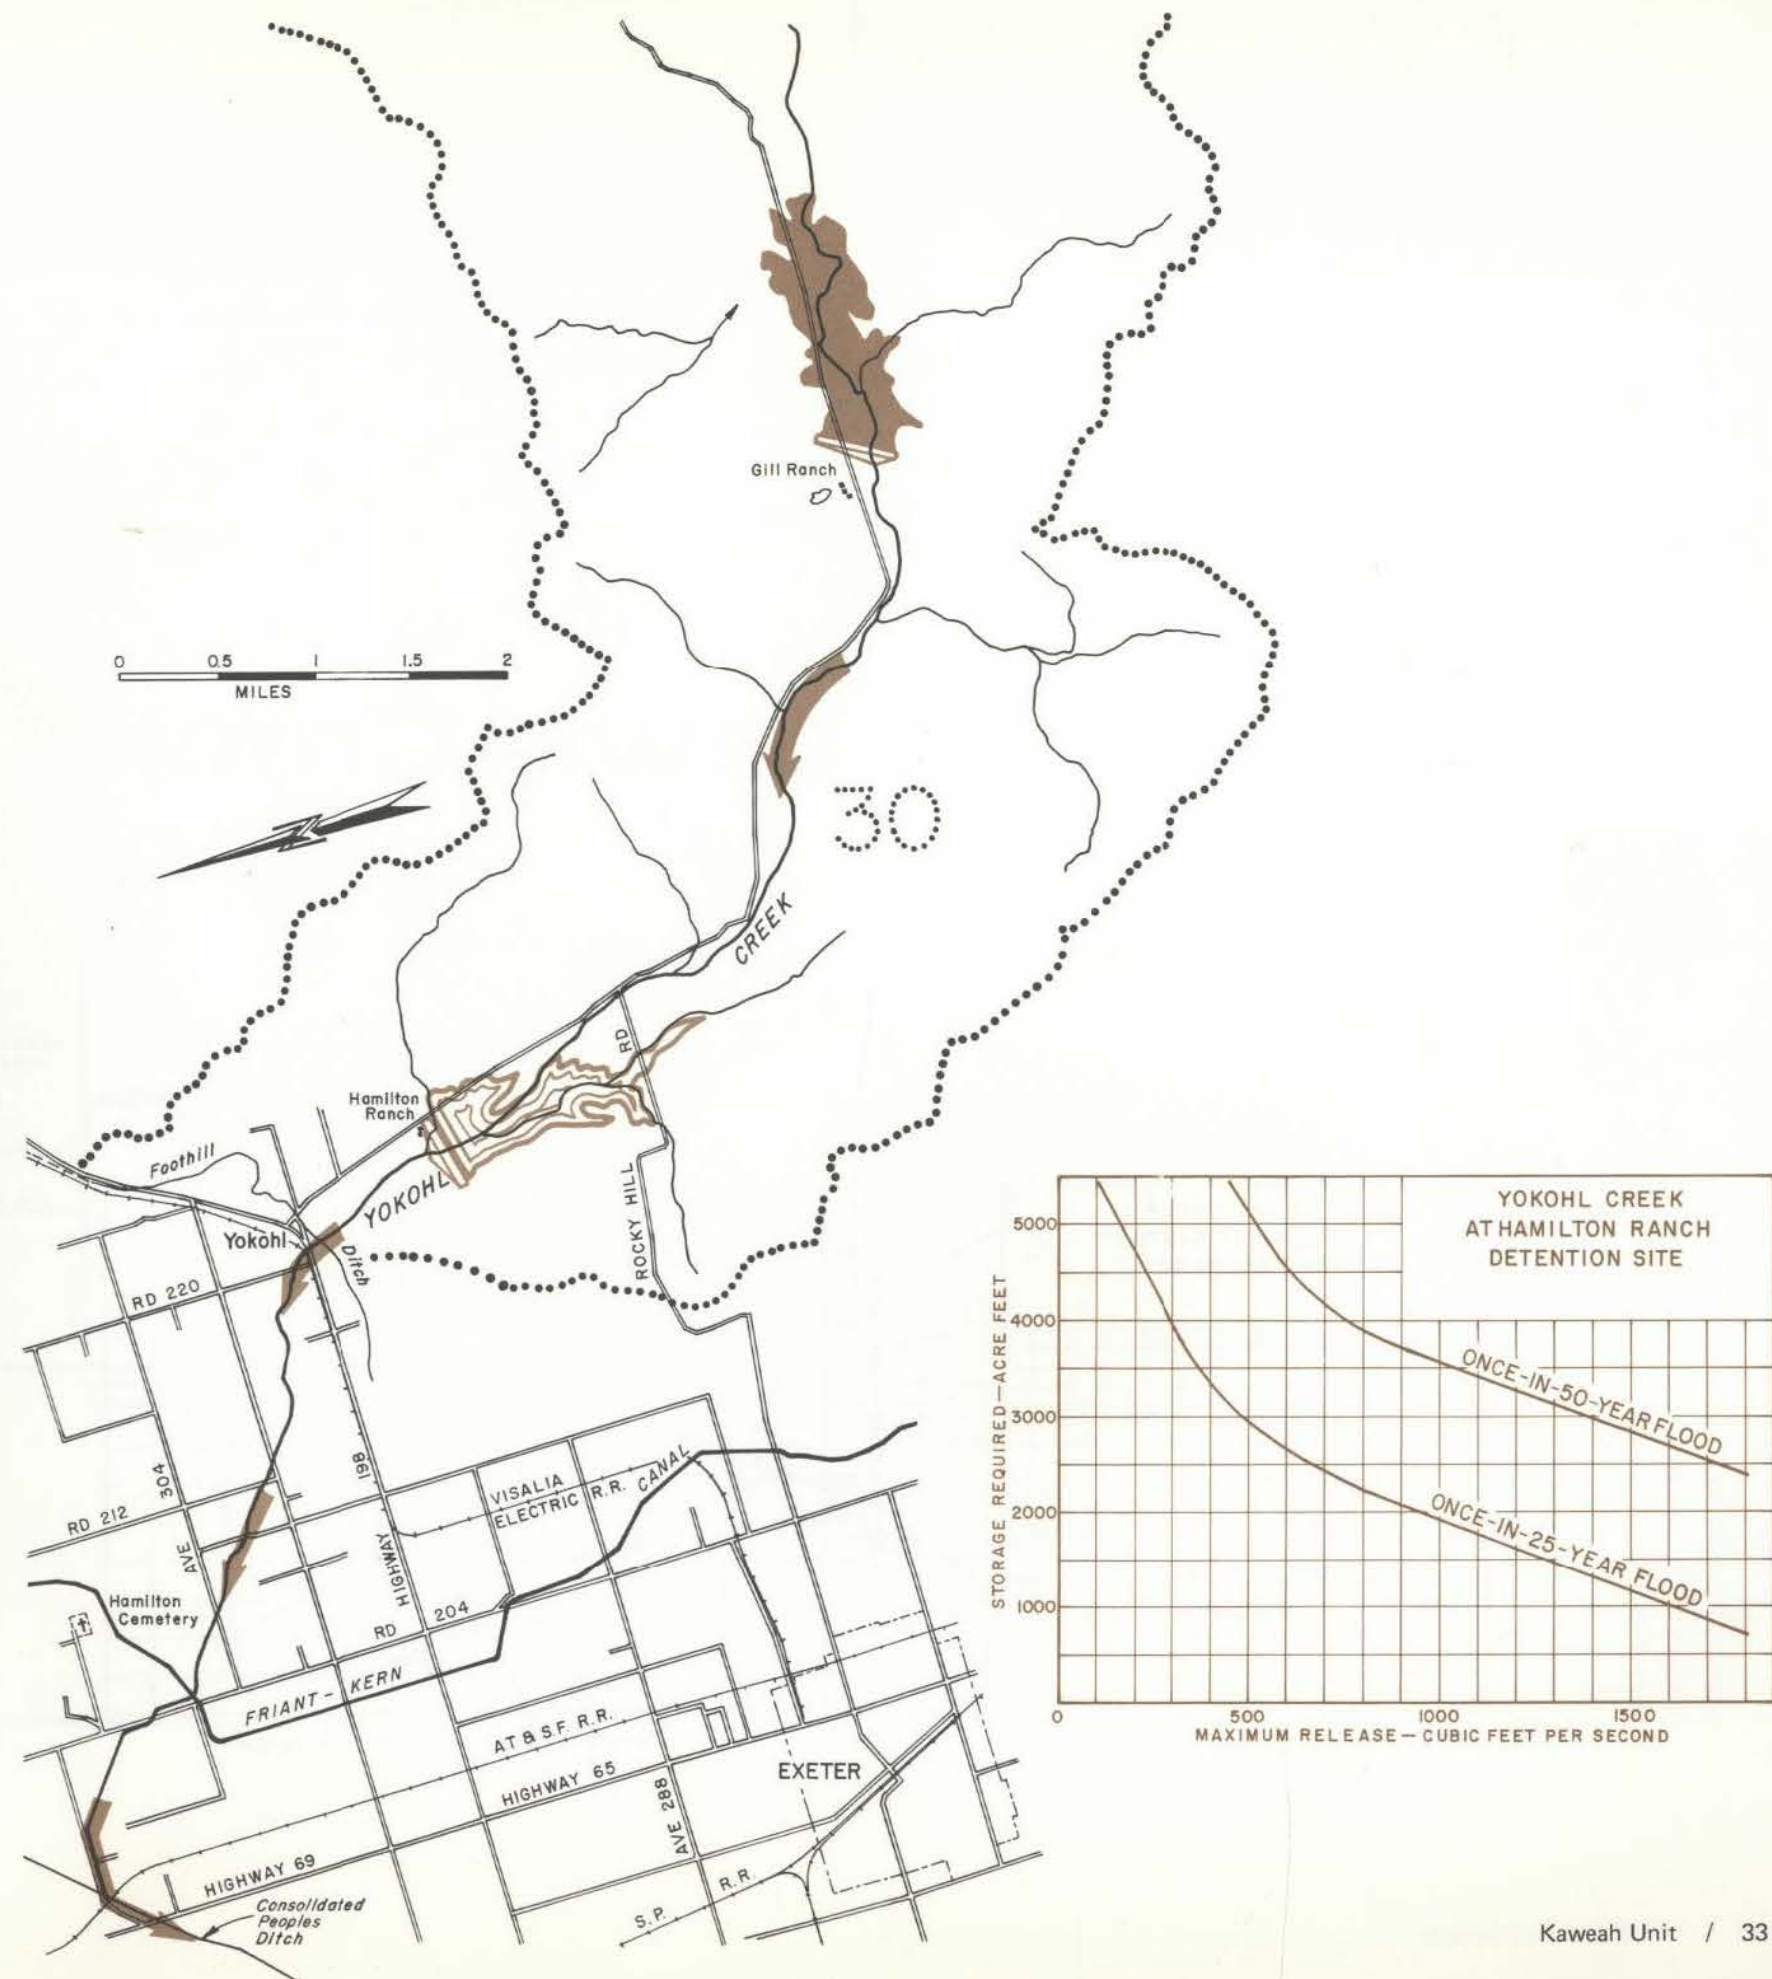 Gill Ranch
0 0.5 1 1.5 2
MILES
30
CREEK
RD
Hamilton
Ranch
Foothill
YOKOHL
Yokohl
Ditch
ROCKY HILL
RD 220
YOKOHL CREEK
AT HAMILTON RANCH
DETENTION SITE
5000
4000
3000
2000
1000
STORAGE REQUIRED—ACRE FEET
ONCE-IN-50-YEAR FLOOD
ONCE-IN-25-YEAR FLOOD
0 500 1000 1500
MAXIMUM RELEASE—CUBIC FEET PER SECOND
304
AVE
198
HIGHWAY
RD 212
VISALIA
ELECTRIC R.R.
CANAL
Hamilton
Cemetery
RD 204
FRIANT-KERN
AT & S.F. R.R.
HIGHWAY 65
EXETER
AVE 288
HIGHWAY 69
S.P. R.R.
Consolidated
Peoples
Ditch
Kaweah Unit / 33